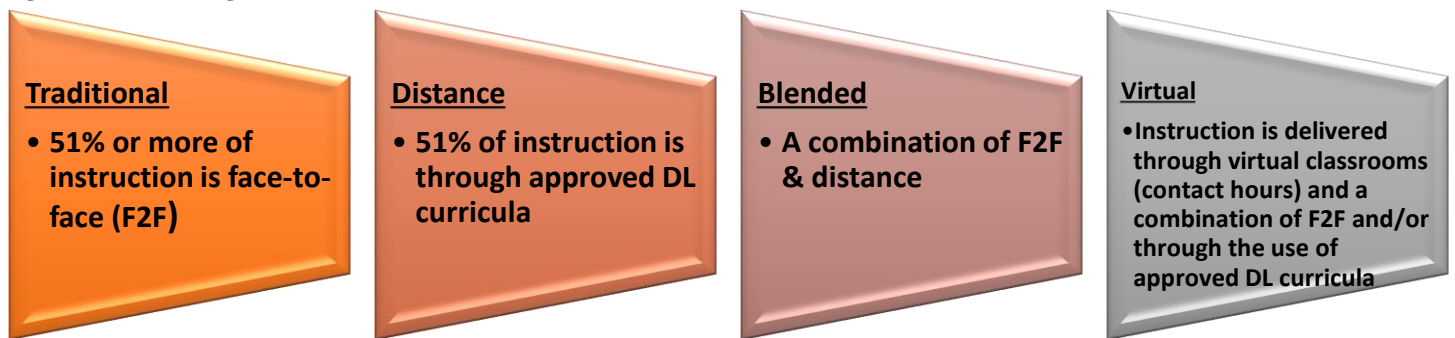 Traditional
• 51% or more of
instruction is face-to-
face (F2F)
Distance
• 51% of instruction is
through approved DL
curricula
Blended
• A combination of F2F
& distance
Virtual
•Instruction is delivered
through virtual classrooms
(contact hours) and a
combination of F2F and/or
through the use of
approved DL curricula